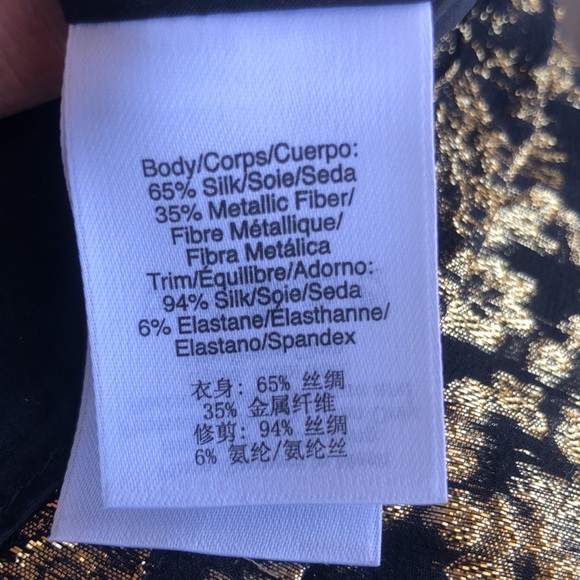 Body/Corps/Cuerpo:
65% Silk/Soie/Seda
35% Metallic Fiber/
Fibre Métallique/
Fibra Metálica
Trim/Équilibre/Adorno:
94% Silk/Soie/Seda
6% Elastane/Élasthanne/
Elastano/Spandex
衣身: 65% 丝绸
35% 金属纤维
修剪: 94% 丝绸
6% 氨纶/氨纶丝